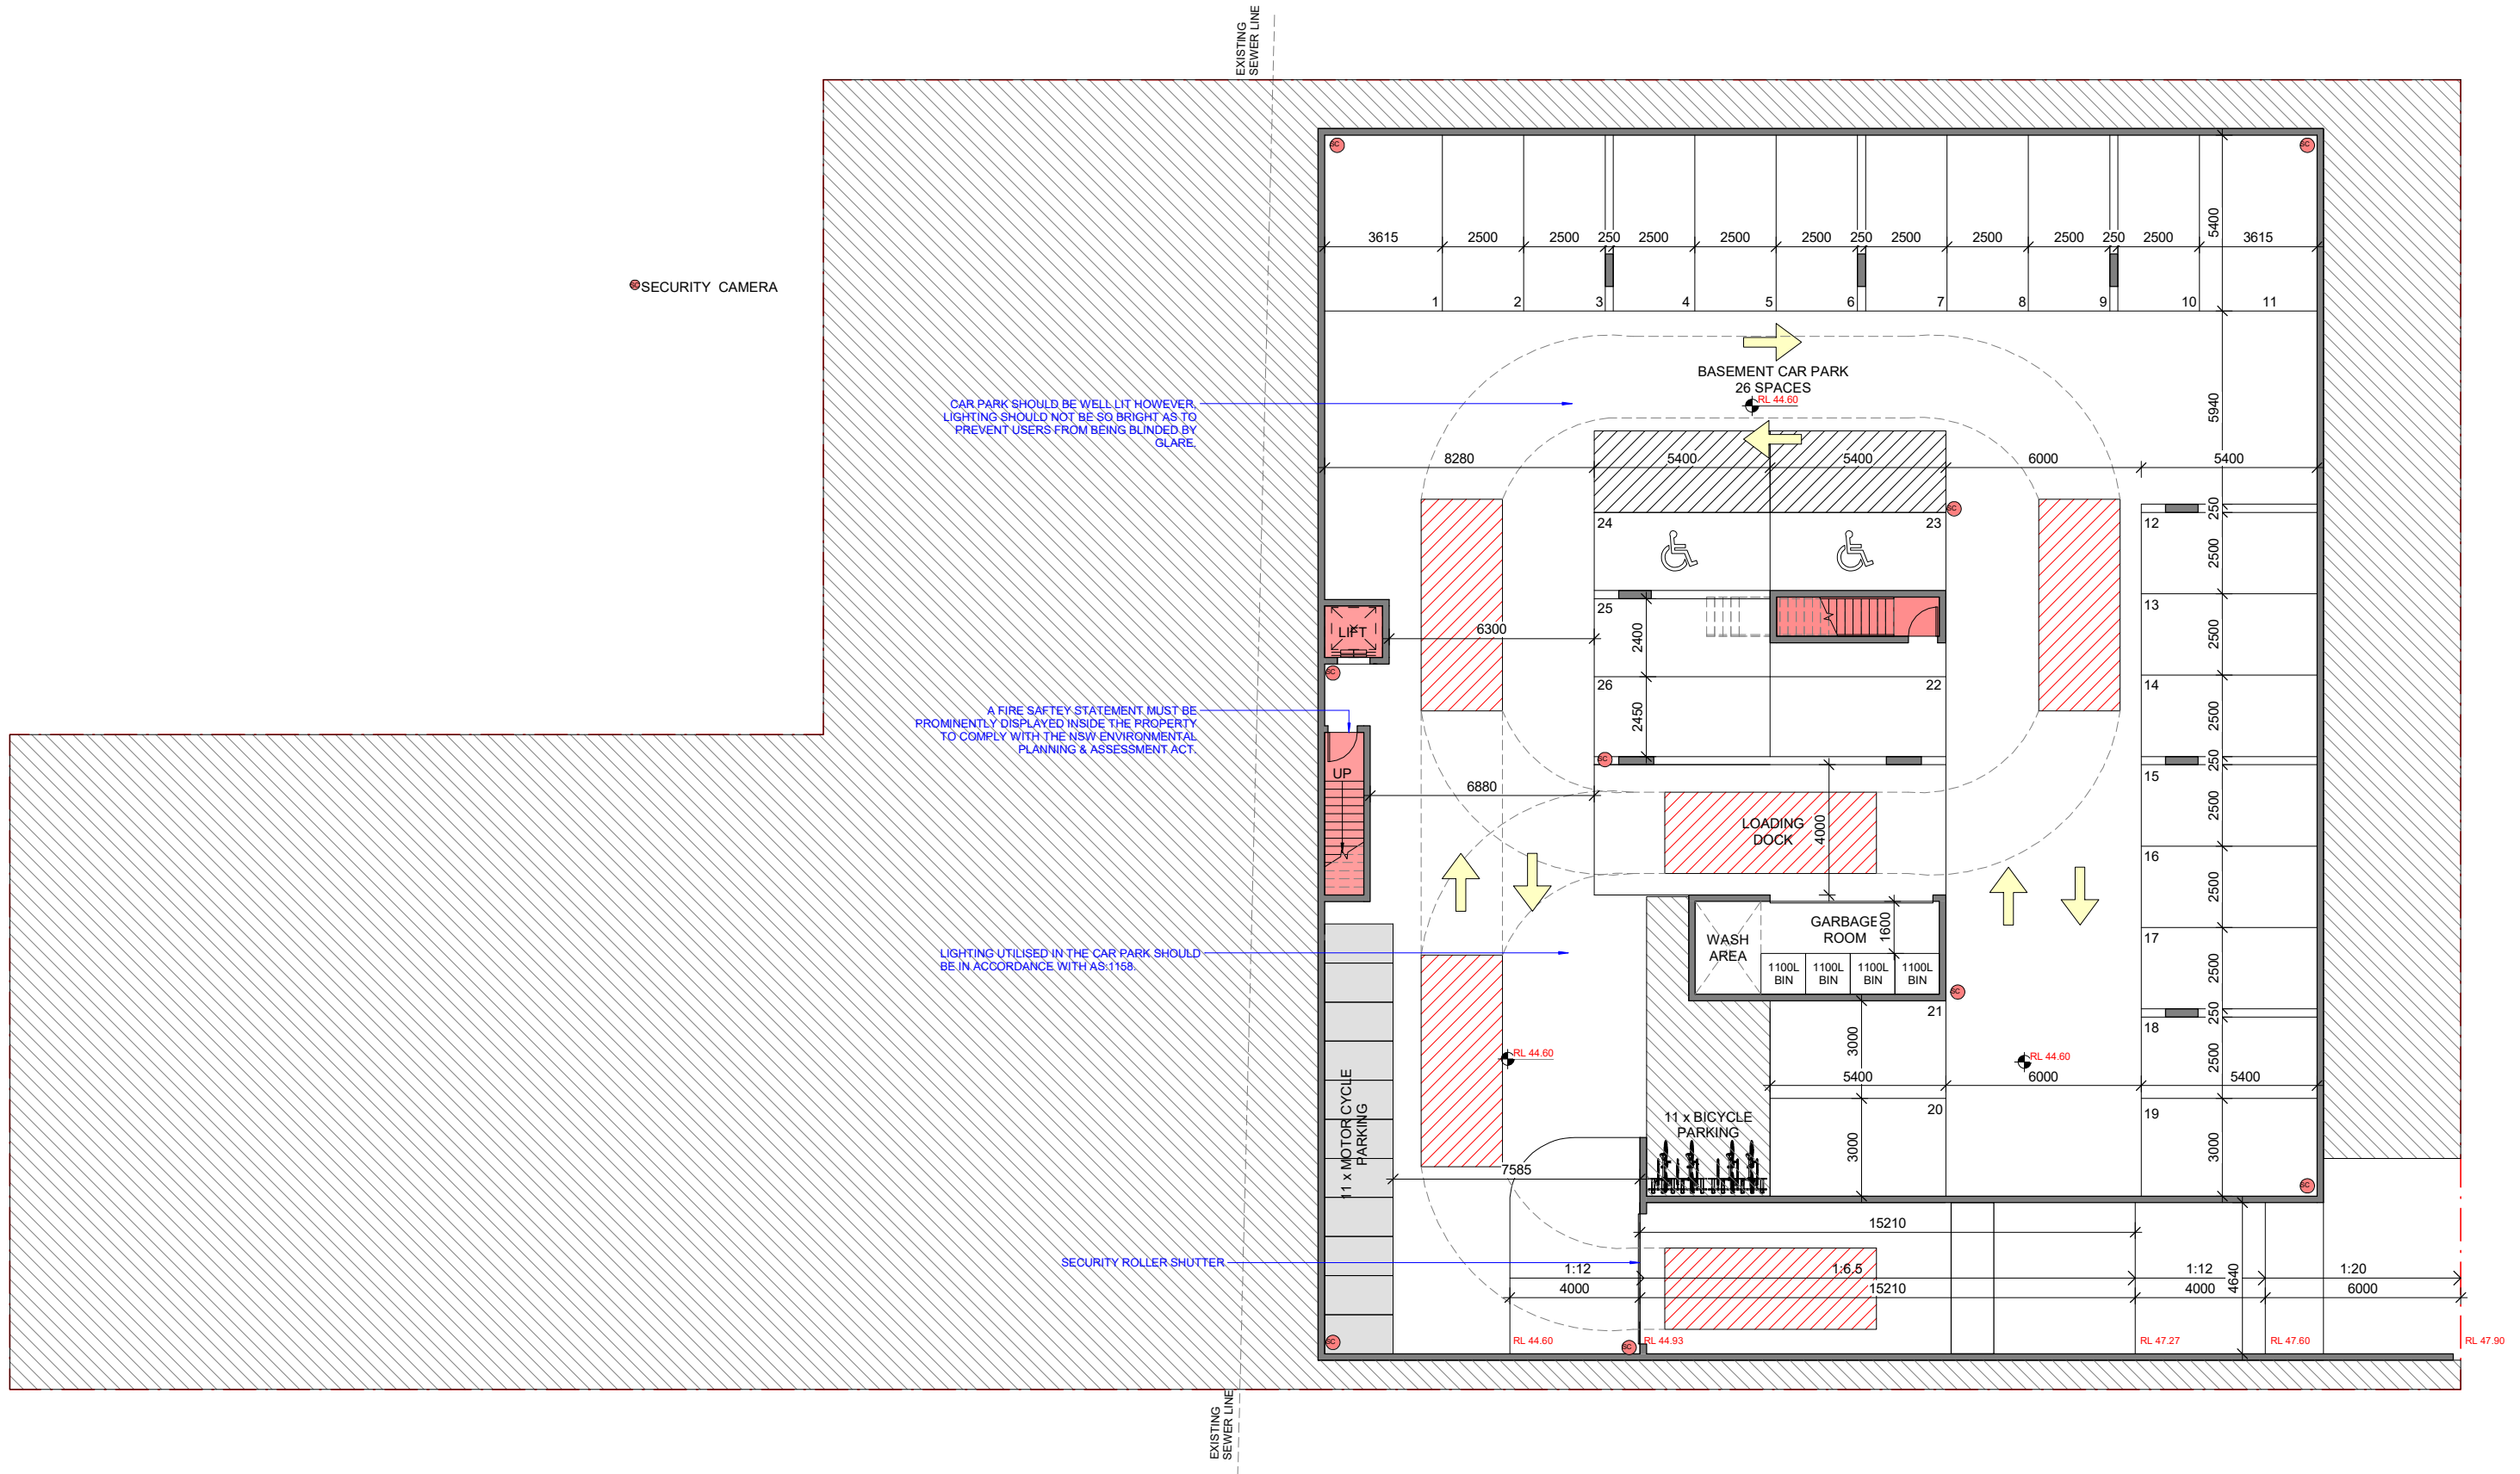 EXISTING
SEWER LINE
SC
SC
3615
2500
2500
250
2500
2500
2500
250
2500
2500
2500
250
2500
3615
5400
SC SECURITY CAMERA
1
2
3
4
5
6
7
8
9
10
11
BASEMENT CAR PARK
26 SPACES
RL 44.60
5940
CAR PARK SHOULD BE WELL LIT HOWEVER,
LIGHTING SHOULD NOT BE SO BRIGHT AS TO
PREVENT USERS FROM BEING BLINDED BY
GLARE.
8280
5400
5400
6000
5400
24
23
SC
12
250
2500
25
13
LIFT
6300
2400
2500
SC
26
22
14
A FIRE SAFTEY STATEMENT MUST BE
PROMINENTLY DISPLAYED INSIDE THE PROPERTY
TO COMPLY WITH THE NSW ENVIRONMENTAL
PLANNING & ASSESSMENT ACT.
2450
2500
UP
SC
250
15
6880
2500
LOADING
DOCK
4000
16
2500
GARBAGE
ROOM
1600
WASH
AREA
17
LIGHTING UTILISED IN THE CAR PARK SHOULD
BE IN ACCORDANCE WITH AS:1158.
1100L
BIN
1100L
BIN
1100L
BIN
1100L
BIN
2500
SC
21
250
18
3000
RL 44.60
RL 44.60
2500
5400
6000
5400
11 x MOTOR CYCLE
PARKING
11 x BICYCLE
PARKING
20
19
3000
3000
7585
SC
15210
SECURITY ROLLER SHUTTER
1:12
1:6.5
1:12
4640
1:20
4000
15210
4000
6000
SC
SC
RL 44.60
RL 44.93
RL 47.27
RL 47.60
RL 47.90
EXISTING
SEWER LINE